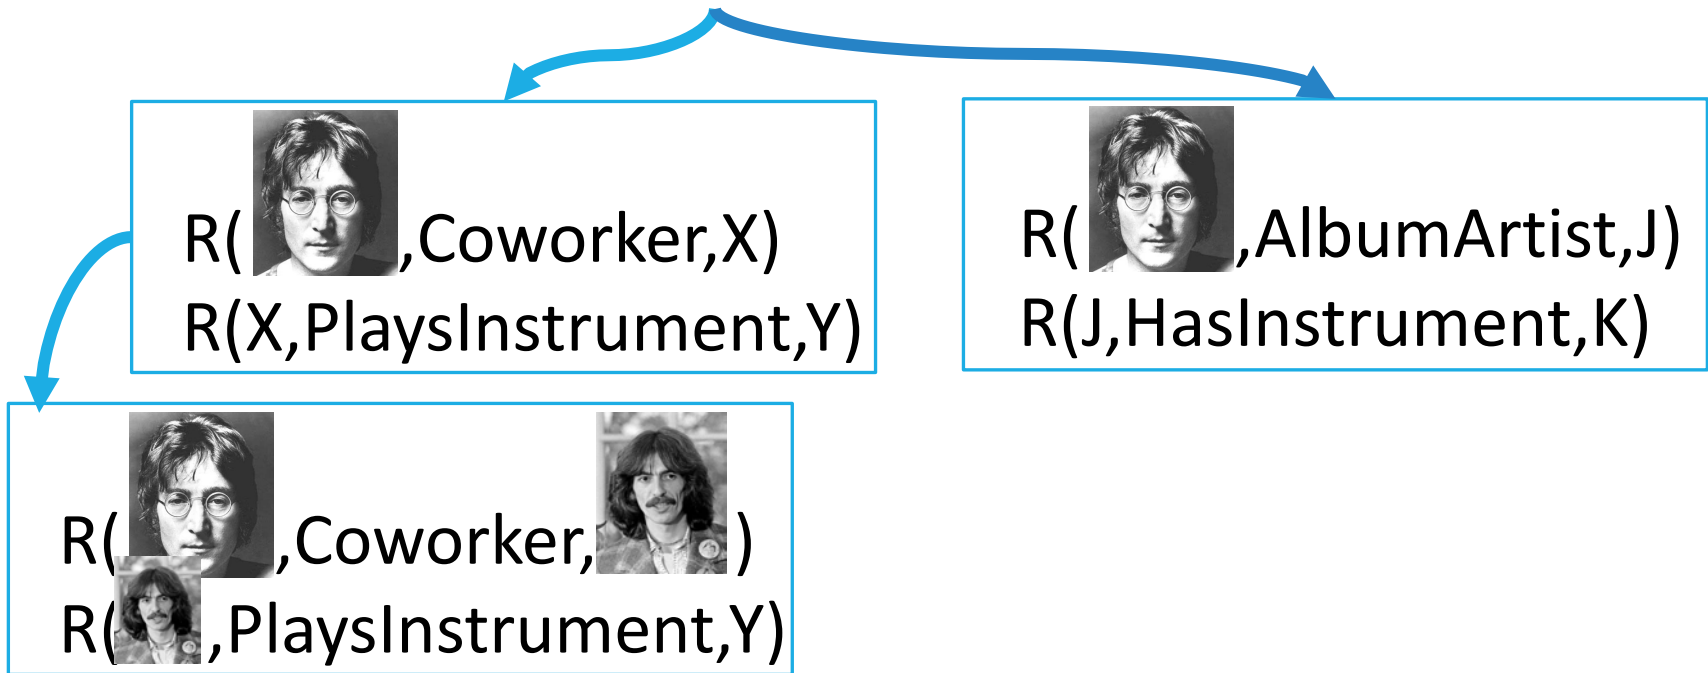 R( ,Coworker,X)
R(X,PlaysInstrument,Y)
R( ,AlbumArtist,J)
R(J,HasInstrument,K)
R( ,Coworker, )
R( ,PlaysInstrument,Y)